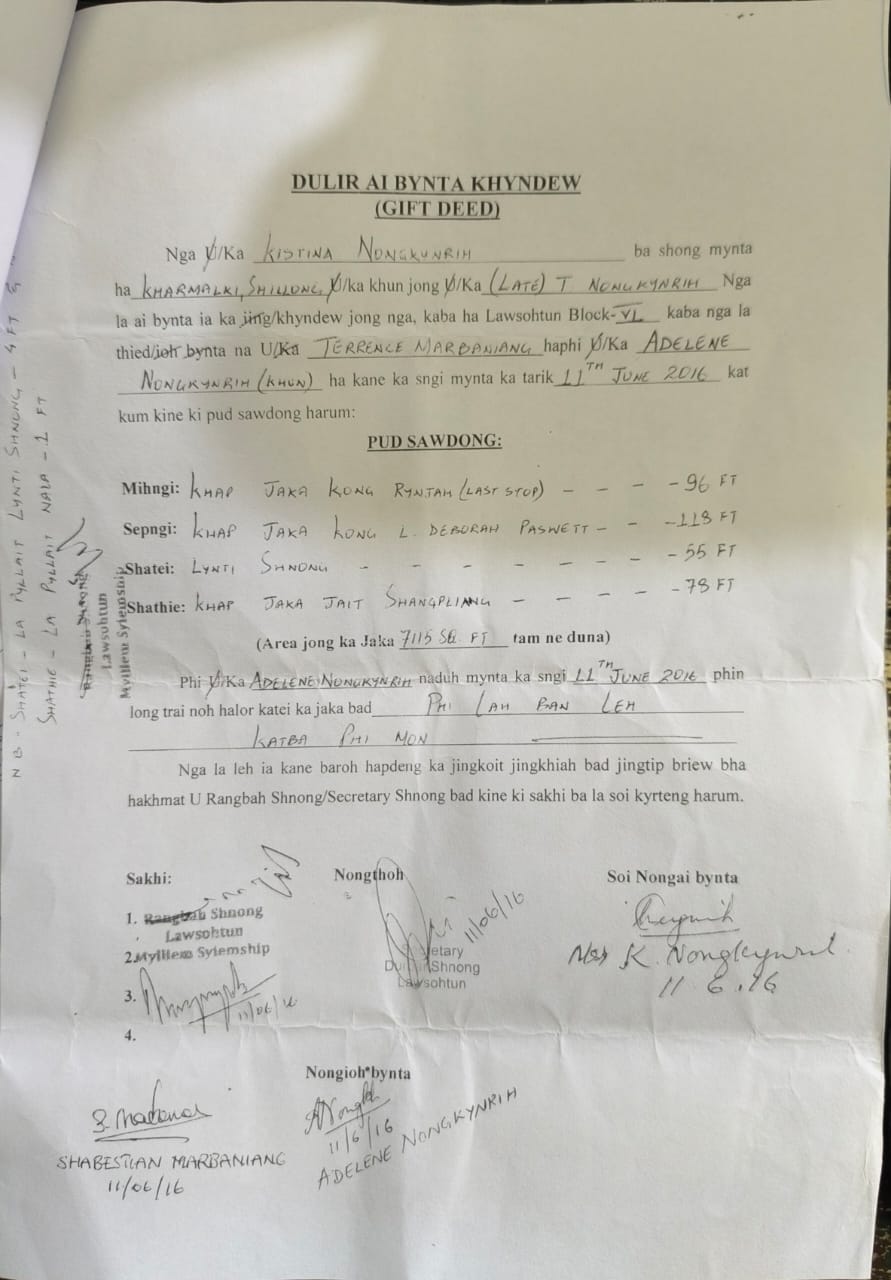 DULIR AI BYNTA KHYNDEW
(GIFT DEED)
Nga U/Ka KISTINA NONGKYNRIH ba shong mynta
ha KHARMALKI, SHILLONG U/ka khun jong U/Ka (LATE) T NONGKYNRIH Nga
la ai bynta ia ka jing/khyndew jong nga, kaba ha Lawsohtun Block-VI kaba nga la
thied/ioh bynta na U/Ka TERRENCE MARBANIANG haphi U/Ka ADELENE
NONGKYNRIH (KHUN) ha kane ka sngi mynta ka tarik 11TH JUNE 2016 kat
kum kine ki pud sawdong harum:
PUD SAWDONG:
Mihngi: KHAP JAKA KONG RYNTAH (LAST STOP) - - - -96 FT
Sepngi: KHAP JAKA KONG L. DEBORAH PASWETT - - -118 FT
Shatei: LYNTI SHNONG - - - - - - - - 55 FT
Shathie: KHAP JAKA JAIT SHANGPLIANG - - - -78 FT
(Area jong ka Jaka 7115 SQ. FT tam ne duna)
Phi U/Ka ADELENE NONGKYNRIH naduh mynta ka sngi 11TH JUNE 2016 phin
long trai noh halor katei ka jaka bad PHI LAH BAN LEH
KATBA PHI MON
Nga la leh ia kane baroh hapdeng ka jingkoit jingkhiah bad jingtip briew bha
hakhmat U Rangbah Shnong/Secretary Shnong bad kine ki sakhi ba la soi kyrteng harum.
NB - SHATEI - LA PYLLAIT LYNTI SHNONG - 4 FT
SHATHIE - LA PYLLAIT NALA - 1 FT
Rangbah Shnong
Lawsohtun
Mylliem Syiemship
Sakhi:
Nongthoh
Soi Nongai bynta
1. Rangbah Shnong
Lawsohtun
2. Mylliem Syiemship
3.
11/06/16
4.
11/06/16
etary
Shnong
Lawsohtun
Mrs K. Nongkynrih
11.6.16
Nongioh bynta
11/6/16
ADELENE NONGKYNRIH
SHABESTIAN MARBANIANG
11/06/16